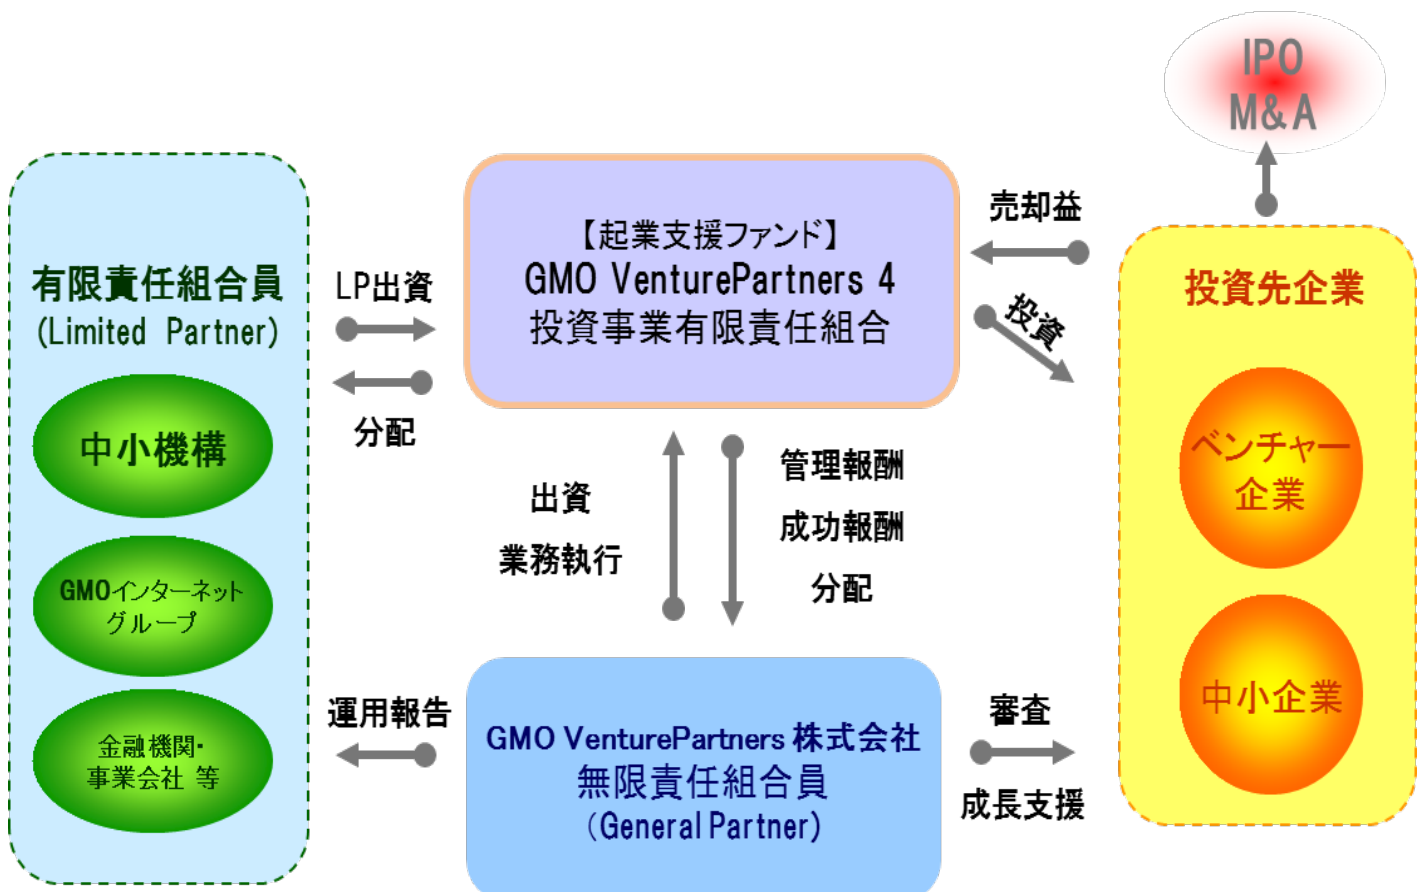 IPO
M&A
有限責任組合員
(Limited Partner)
中小機構
GMOインターネット
グループ
金融機関・
事業会社 等
LP出資
分配
運用報告
【起業支援ファンド】
GMO VenturePartners 4
投資事業有限責任組合
出資
業務執行
管理報酬
成功報酬
分配
GMO VenturePartners 株式会社
無限責任組合員
(General Partner)
売却益
投資
審査
成長支援
投資先企業
ベンチャー
企業
中小企業